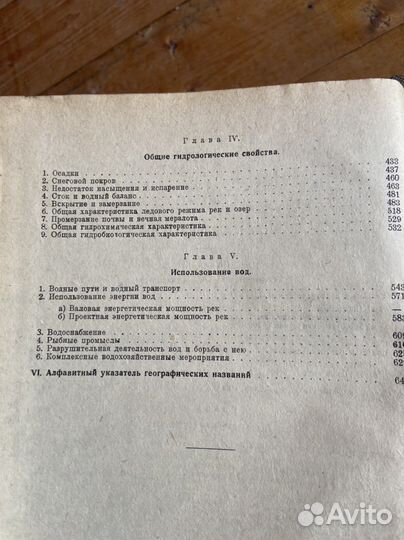 Глава IV.
Общие гидрологические свойства.
1. Осадки 433
2. Снеговой покров 437
3. Недостаток насыщения и испарение 460
4. Сток и водный баланс 463
5. Вскрытие и замерзание 481
6. Общая характеристика ледового режима рек и озер 483
7. Промерзание почвы и вечная мерзлота 518
8. Общая гидрохимическая характеристика 529
9. Общая гидробиологическая характеристика 532
Глава V.
Использование вод.
1. Водные пути и водный транспорт 543
2. Использование энергии вод 571
а) Валовая энергетическая мощность рек —
б) Проектная энергетическая мощность рек 583
3. Водоснабжение
4. Рыбные промыслы
5. Разрушительная деятельность вод и борьба с нею
6. Комплексные водохозяйственные мероприятия
VI. Алфавитный указатель географических названий
Avito